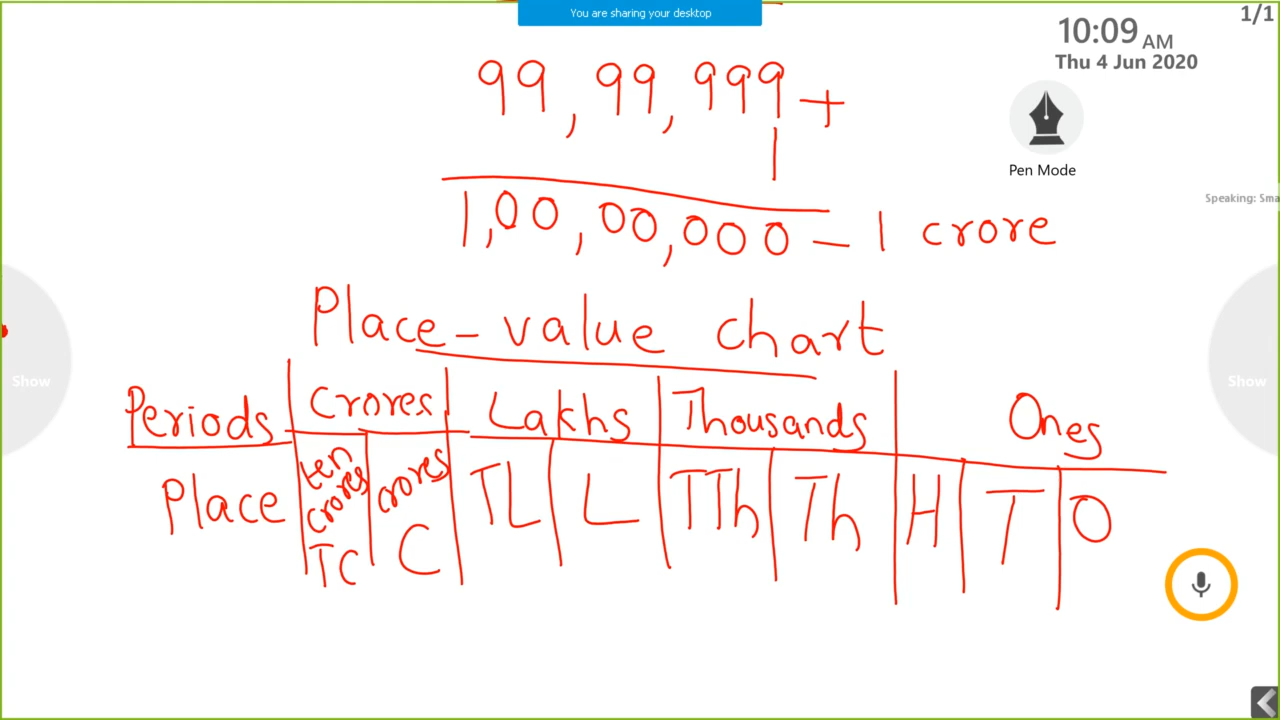 You are sharing your desktop
1/1
10:09 AM
Thu 4 Jun 2020
99,99,999 +
1
Pen Mode
Speaking: Sma
1,00,00,000 - 1 crore
Place - value chart
Show
Show
Periods Crores Lakhs Thousands Ones
Place ten crores TC crores C TL L TTh Th H T O